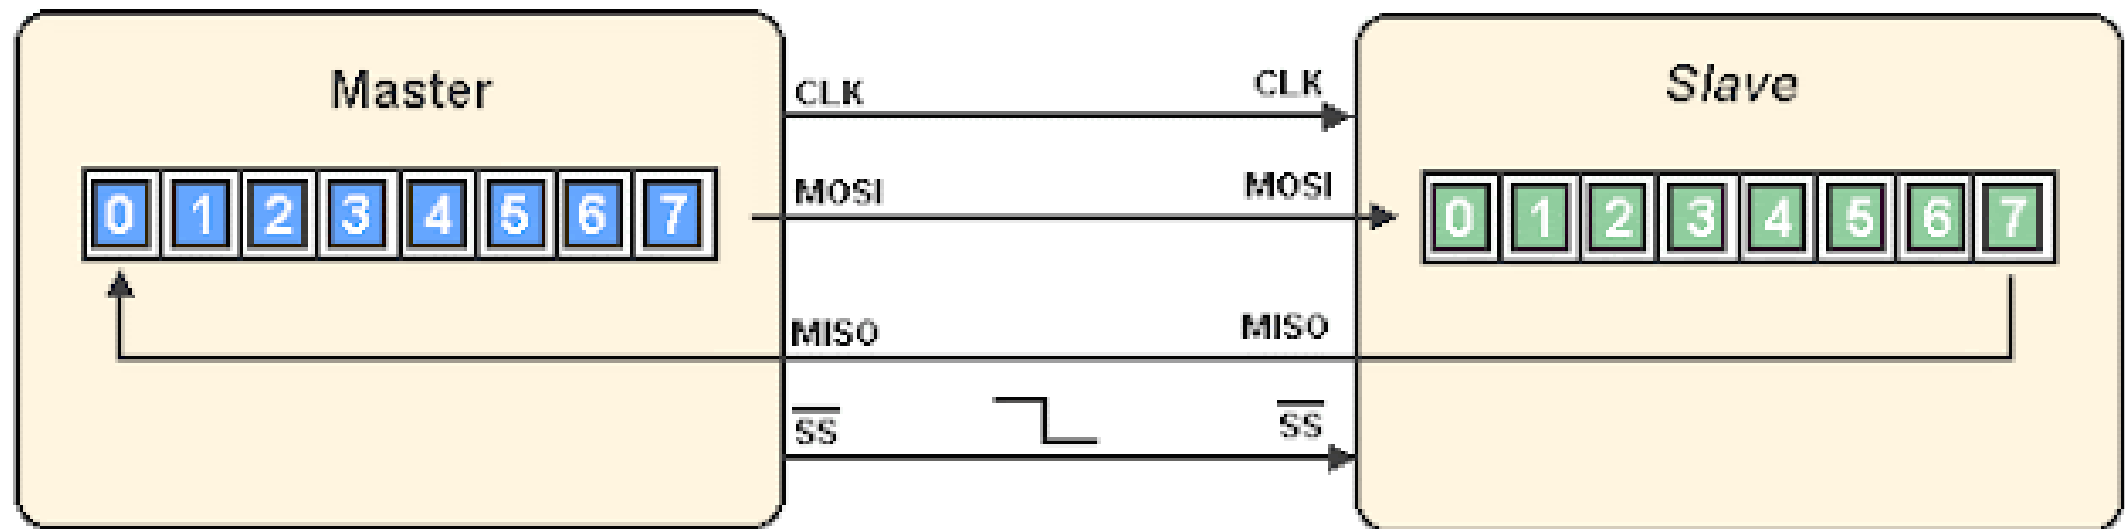 Master
Slave
CLK CLK
0 1 2 3 4 5 6 7
MOSI MOSI
0 1 2 3 4 5 6 7
MISO MISO
SS SS